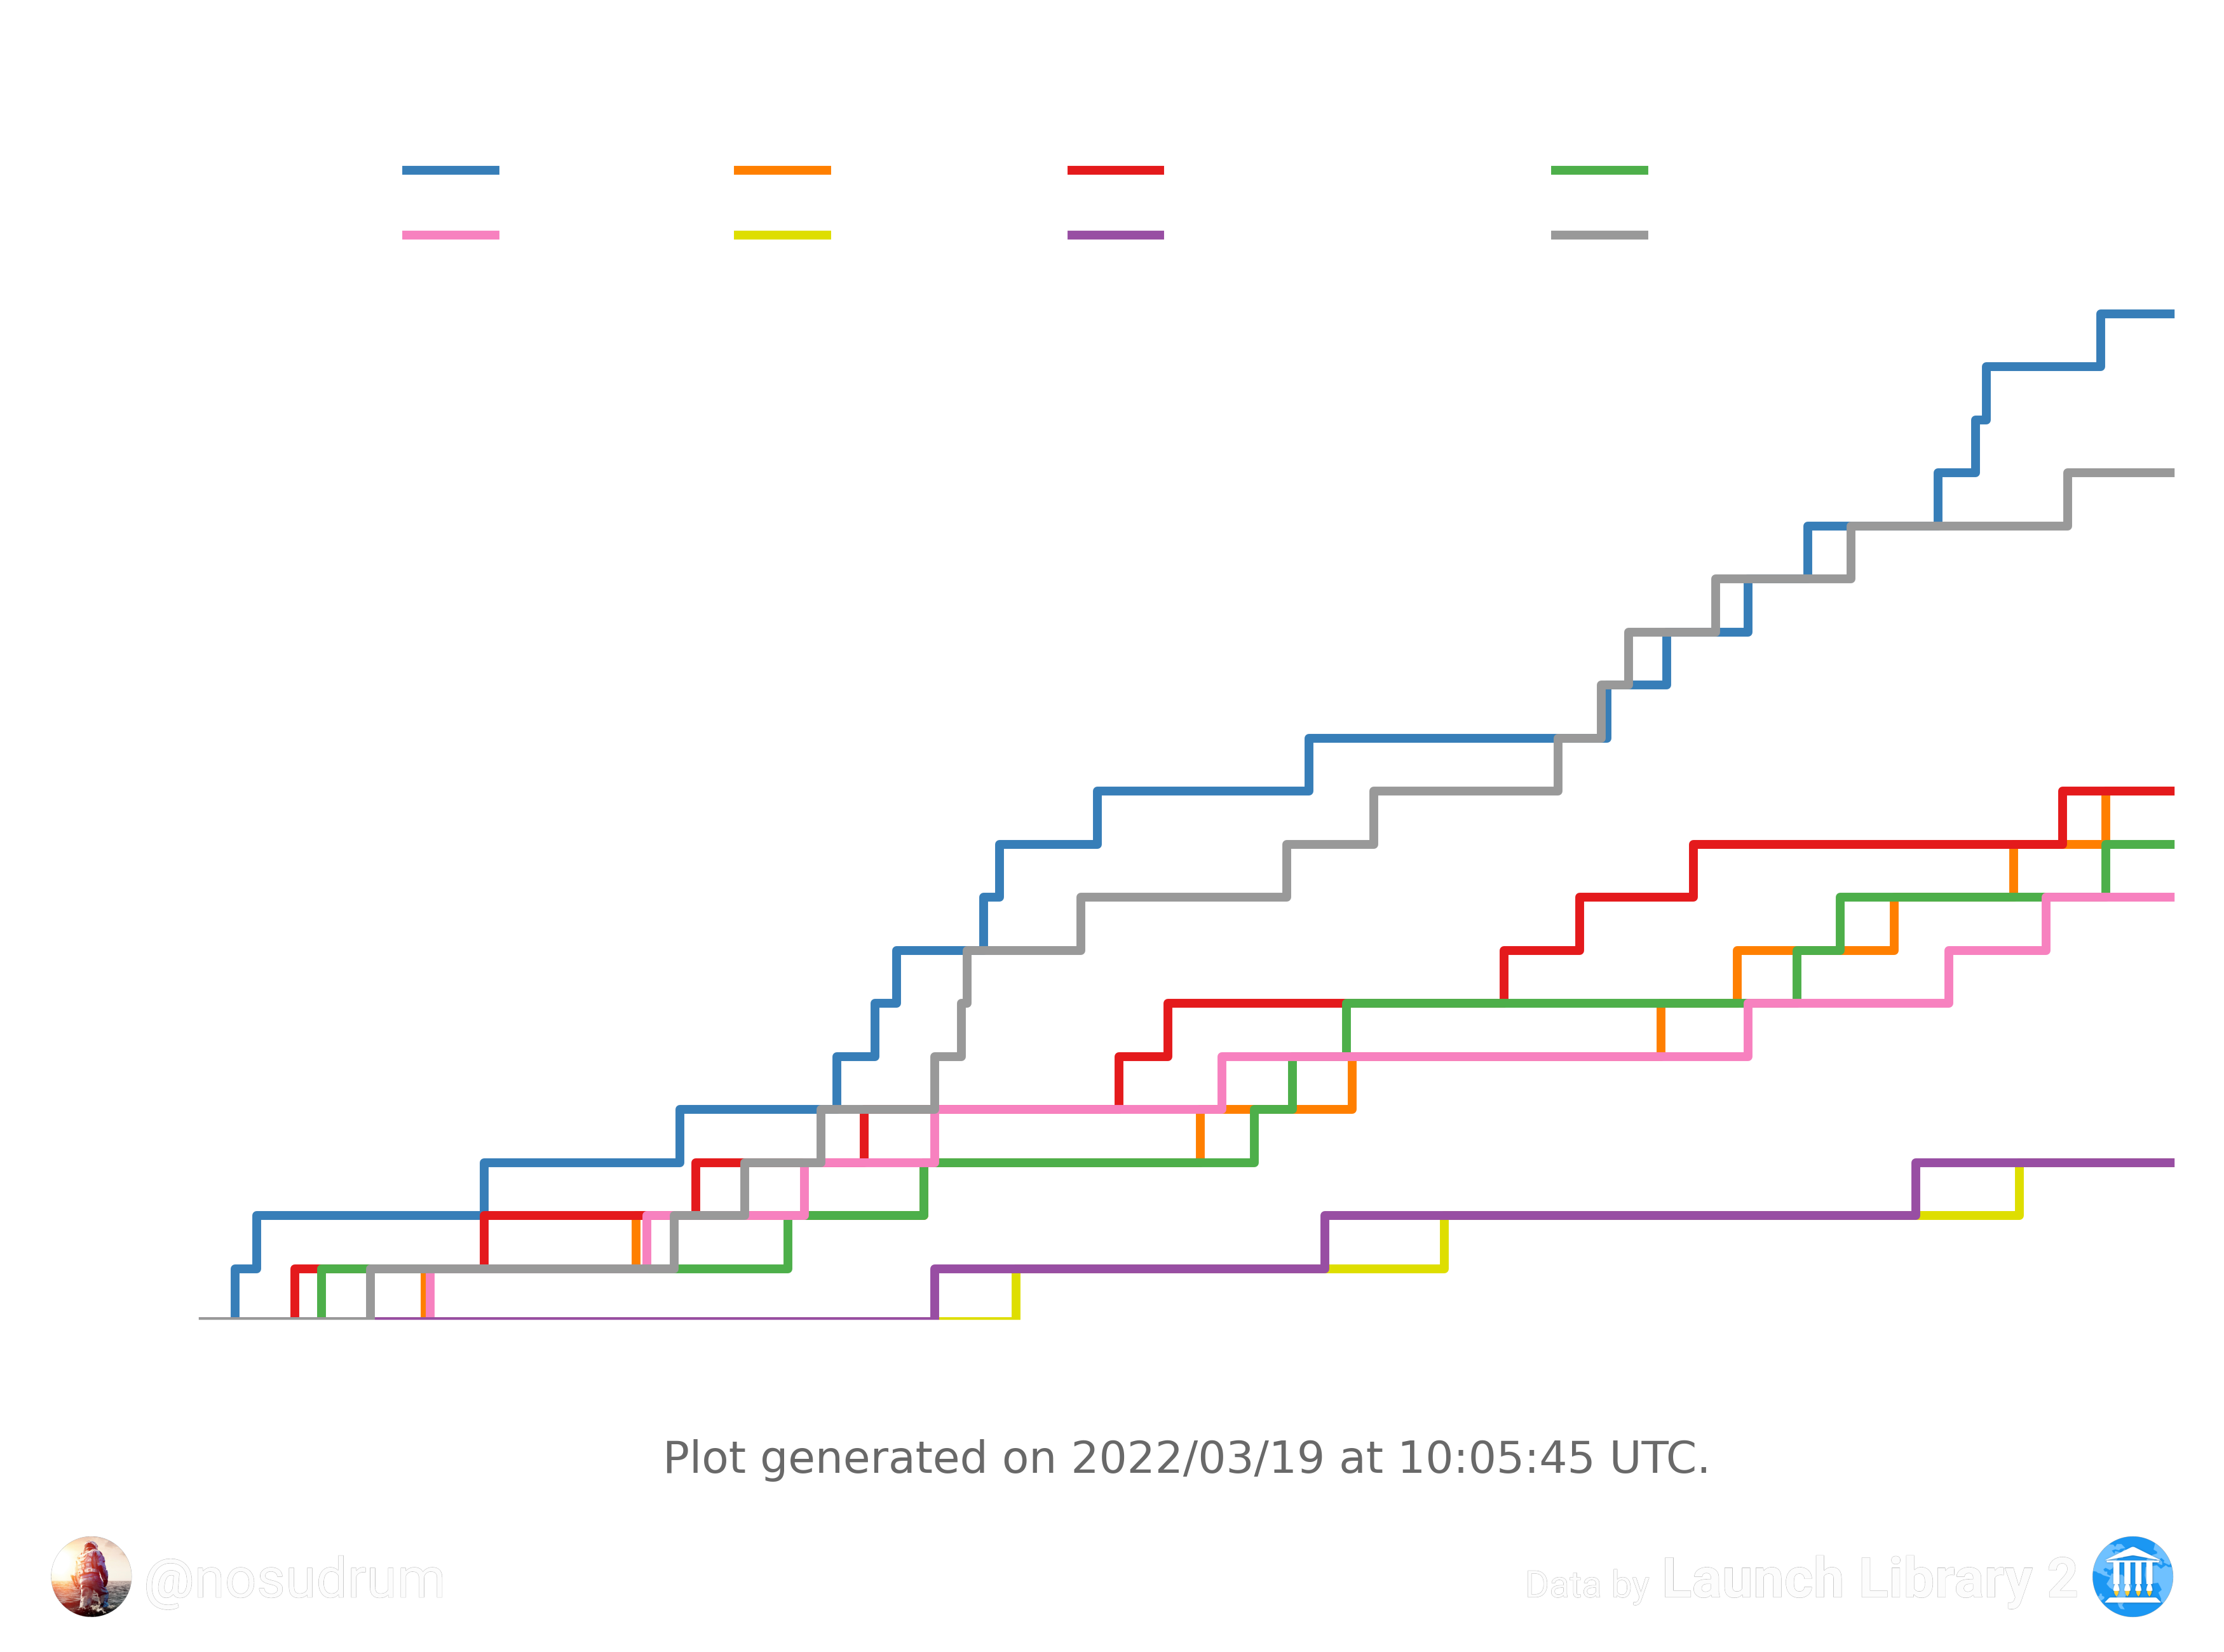 Plot generated on 2022/03/19 at 10:05:45 UTC.
@nosudrum
Data by Launch Library 2